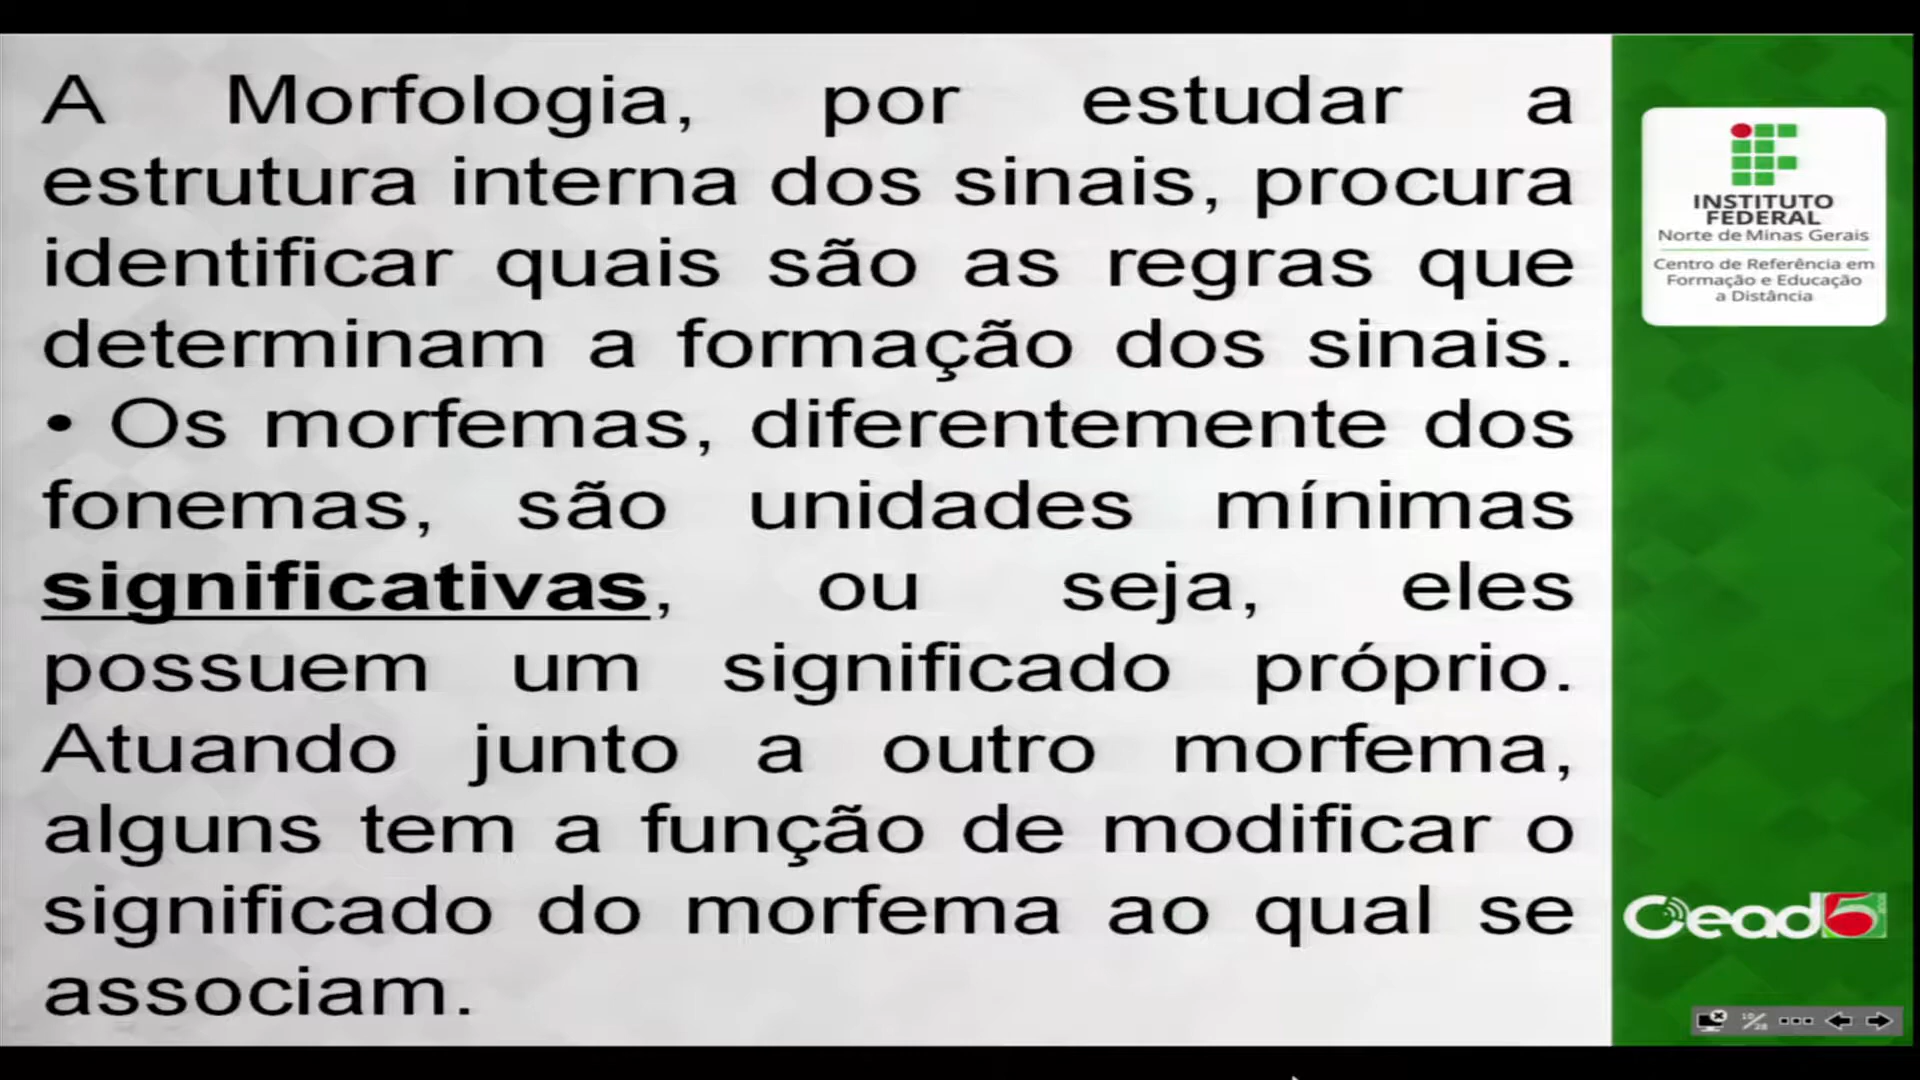 A Morfologia, por estudar a
estrutura interna dos sinais, procura
identificar quais são as regras que
determinam a formação dos sinais.
• Os morfemas, diferentemente dos
fonemas, são unidades mínimas
significativas, ou seja, eles
possuem um significado próprio.
Atuando junto a outro morfema,
alguns tem a função de modificar o
significado do morfema ao qual se
associam.
INSTITUTO
FEDERAL
Norte de Minas Gerais
Centro de Referência em
Formação e Educação
a Distância
Cead5
10/28